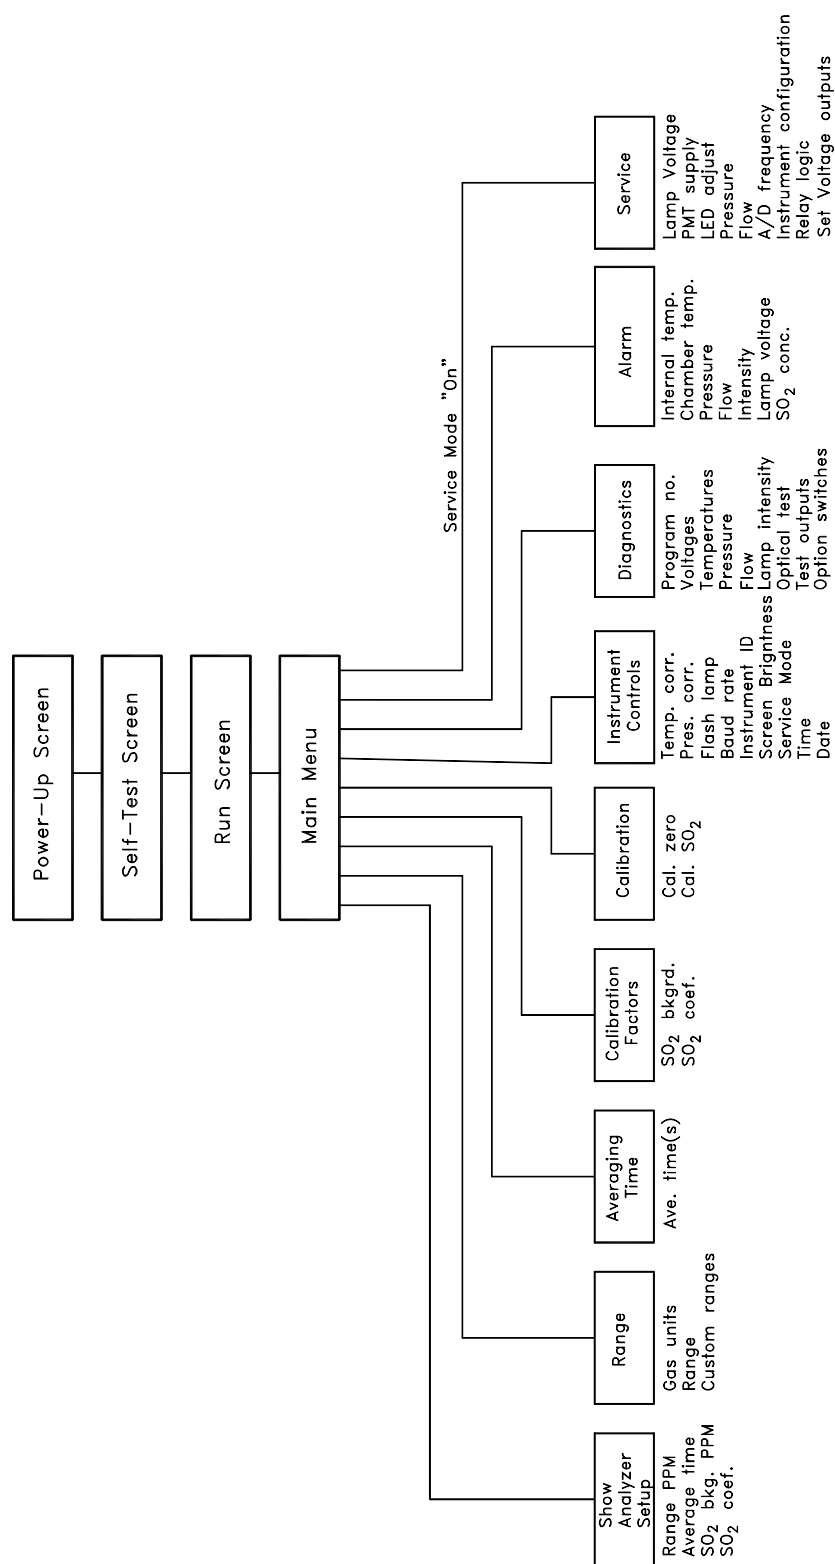 Power-Up Screen
Self-Test Screen
Run Screen
Main Menu
Service Mode "On"
Show
Analyzer
Setup
Range PPM
Average time
SO₂ bkg. PPM
SO₂ coef.
Range
Gas units
Range
Custom ranges
Averaging
Time
Ave. time(s)
Calibration
Factors
SO₂ bkgrd.
SO₂ coef.
Calibration
Cal. zero
Cal. SO₂
Instrument
Controls
Temp. corr.
Pres. corr.
Flash lamp
Baud rate
Instrument ID
Screen Brigntness
Service Mode
Time
Date
Diagnostics
Program no.
Voltages
Temperatures
Pressure
Flow
Lamp intensity
Optical test
Test outputs
Option switches
Alarm
Internal temp.
Chamber temp.
Pressure
Flow
Intensity
Lamp voltage
SO₂ conc.
Service
Lamp Voltage
PMT supply
LED adjust
Pressure
Flow
A/D frequency
Instrument configuration
Relay logic
Set Voltage outputs